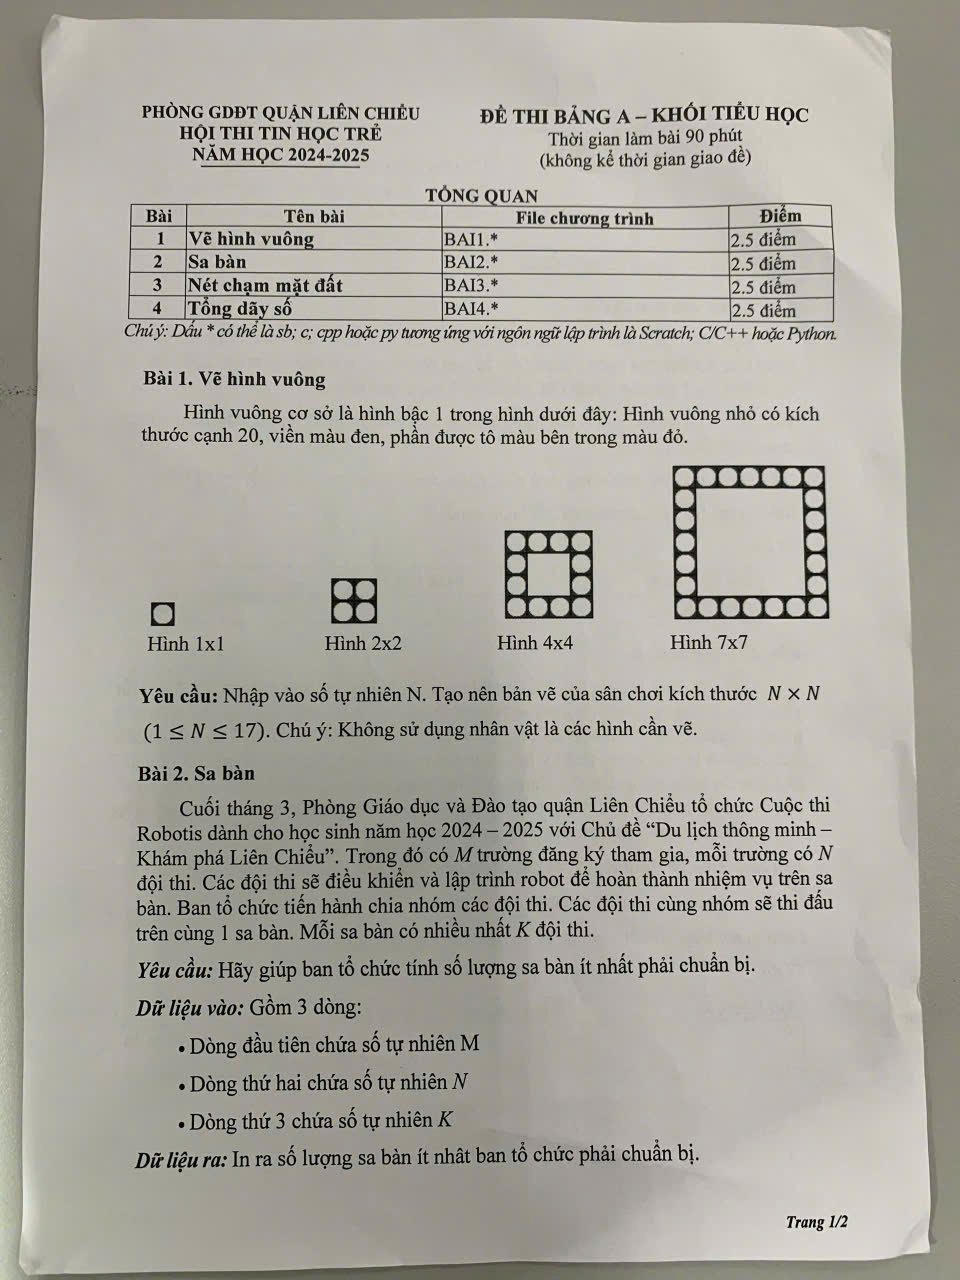 PHÒNG GDĐT QUẬN LIÊN CHIỂU
HỘI THI TIN HỌC TRẺ
NĂM HỌC 2024-2025
ĐỀ THI BẢNG A – KHỐI TIỂU HỌC
Thời gian làm bài 90 phút
(không kể thời gian giao đề)
TỔNG QUAN
Bài Tên bài File chương trình Điểm
1 Vẽ hình vuông BAI1.* 2.5 điểm
2 Sa bàn BAI2.* 2.5 điểm
3 Nét chạm mặt đất BAI3.* 2.5 điểm
4 Tổng dãy số BAI4.* 2.5 điểm
Chú ý: Dấu * có thể là sb; c; cpp hoặc py tương ứng với ngôn ngữ lập trình là Scratch; C/C++ hoặc Python.
Bài 1. Vẽ hình vuông
Hình vuông cơ sở là hình bậc 1 trong hình dưới đây: Hình vuông nhỏ có kích
thước cạnh 20, viền màu đen, phần được tô màu bên trong màu đỏ.
Hình 1x1 Hình 2x2 Hình 4x4 Hình 7x7
Yêu cầu: Nhập vào số tự nhiên N. Tạo nên bản vẽ của sân chơi kích thước N × N
(1 ≤ N ≤ 17). Chú ý: Không sử dụng nhân vật là các hình cần vẽ.
Bài 2. Sa bàn
Cuối tháng 3, Phòng Giáo dục và Đào tạo quận Liên Chiểu tổ chức Cuộc thi
Robotis dành cho học sinh năm học 2024 – 2025 với Chủ đề “Du lịch thông minh –
Khám phá Liên Chiểu”. Trong đó có M trường đăng ký tham gia, mỗi trường có N
đội thi. Các đội thi sẽ điều khiển và lập trình robot để hoàn thành nhiệm vụ trên sa
bàn. Ban tổ chức tiến hành chia nhóm các đội thi. Các đội thi cùng nhóm sẽ thi đấu
trên cùng 1 sa bàn. Mỗi sa bàn có nhiều nhất K đội thi.
Yêu cầu: Hãy giúp ban tổ chức tính số lượng sa bàn ít nhất phải chuẩn bị.
Dữ liệu vào: Gồm 3 dòng:
• Dòng đầu tiên chứa số tự nhiên M
• Dòng thứ hai chứa số tự nhiên N
• Dòng thứ 3 chứa số tự nhiên K
Dữ liệu ra: In ra số lượng sa bàn ít nhât ban tổ chức phải chuẩn bị.
Trang 1/2